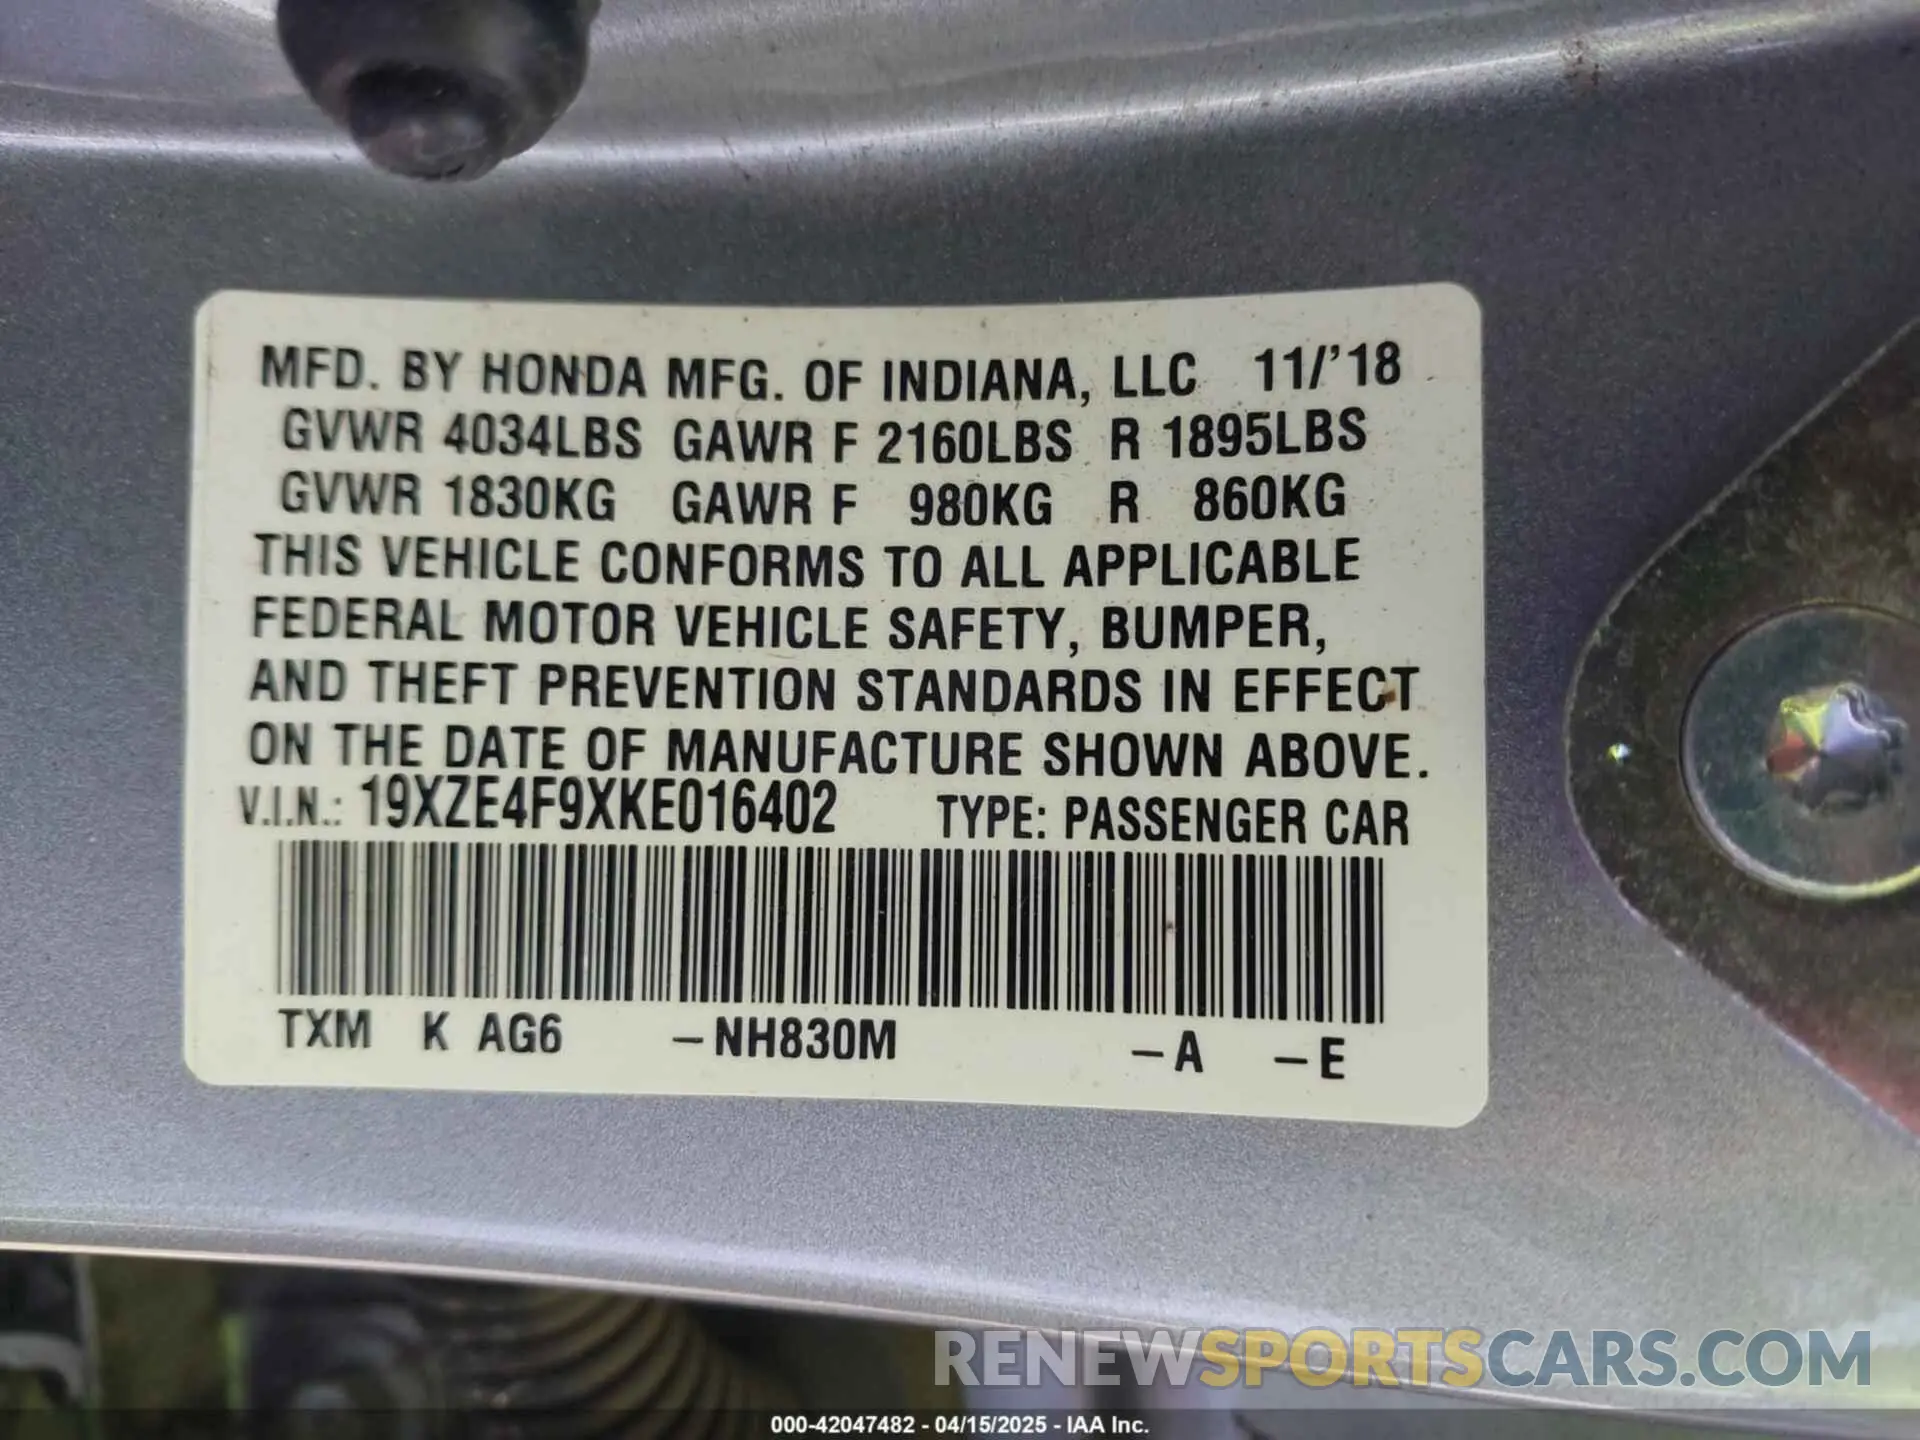 MFD. BY HONDA MFG. OF INDIANA, LLC 11/'18
GVWR 4034LBS GAWR F 2160LBS R 1895LBS
GVWR 1830KG GAWR F 980KG R 860KG
THIS VEHICLE CONFORMS TO ALL APPLICABLE
FEDERAL MOTOR VEHICLE SAFETY, BUMPER,
AND THEFT PREVENTION STANDARDS IN EFFECT
ON THE DATE OF MANUFACTURE SHOWN ABOVE.
V.I.N.: 19XZE4F9XKE016402 TYPE: PASSENGER CAR
TXM K AG6 -NH830M -A -E
RENEWSPORTSCARS.COM
000-42047482 - 04/15/2025 - IAA Inc.